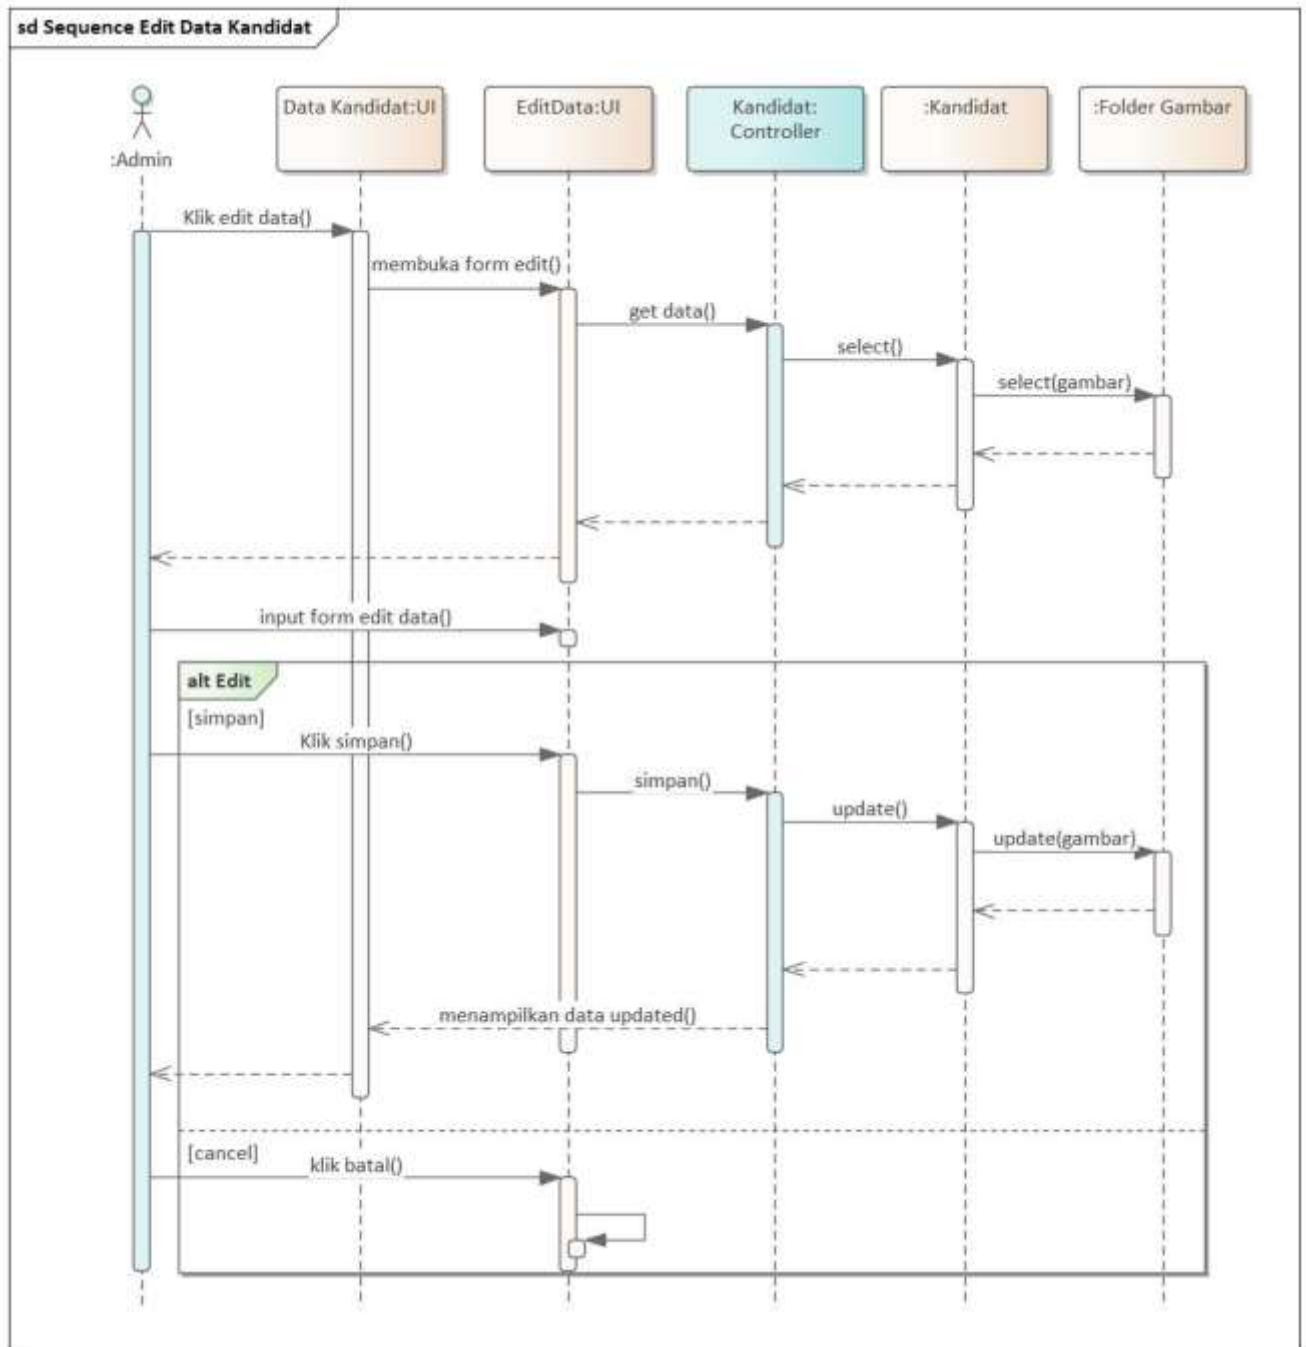 sd Sequence Edit Data Kandidat
:Admin
Data Kandidat:UI
EditData:UI
Kandidat:
Controller
:Kandidat
:Folder Gambar
Klik edit data()
membuka form edit()
get data()
select()
select(gambar)
input form edit data()
alt Edit
[simpan]
Klik simpan()
simpan()
update()
update(gambar)
menampilkan data updated()
[cancel]
klik batal()